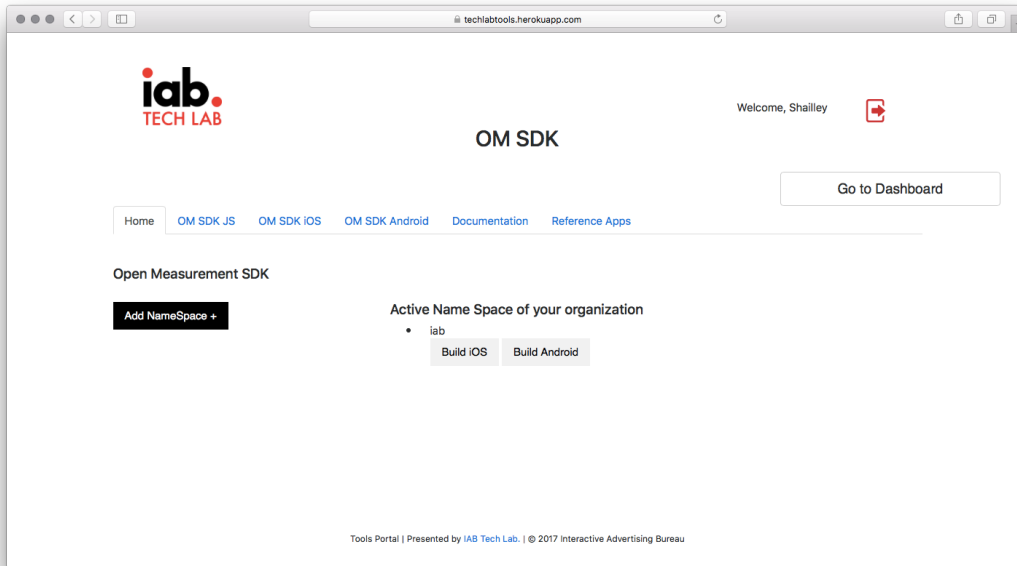 techlabtools.herokuapp.com
iab.
TECH LAB
Welcome, Shailley
OM SDK
Go to Dashboard
Home OM SDK JS OM SDK iOS OM SDK Android Documentation Reference Apps
Open Measurement SDK
Add NameSpace +
Active Name Space of your organization
• iab
Build iOS Build Android
Tools Portal | Presented by IAB Tech Lab. | © 2017 Interactive Advertising Bureau